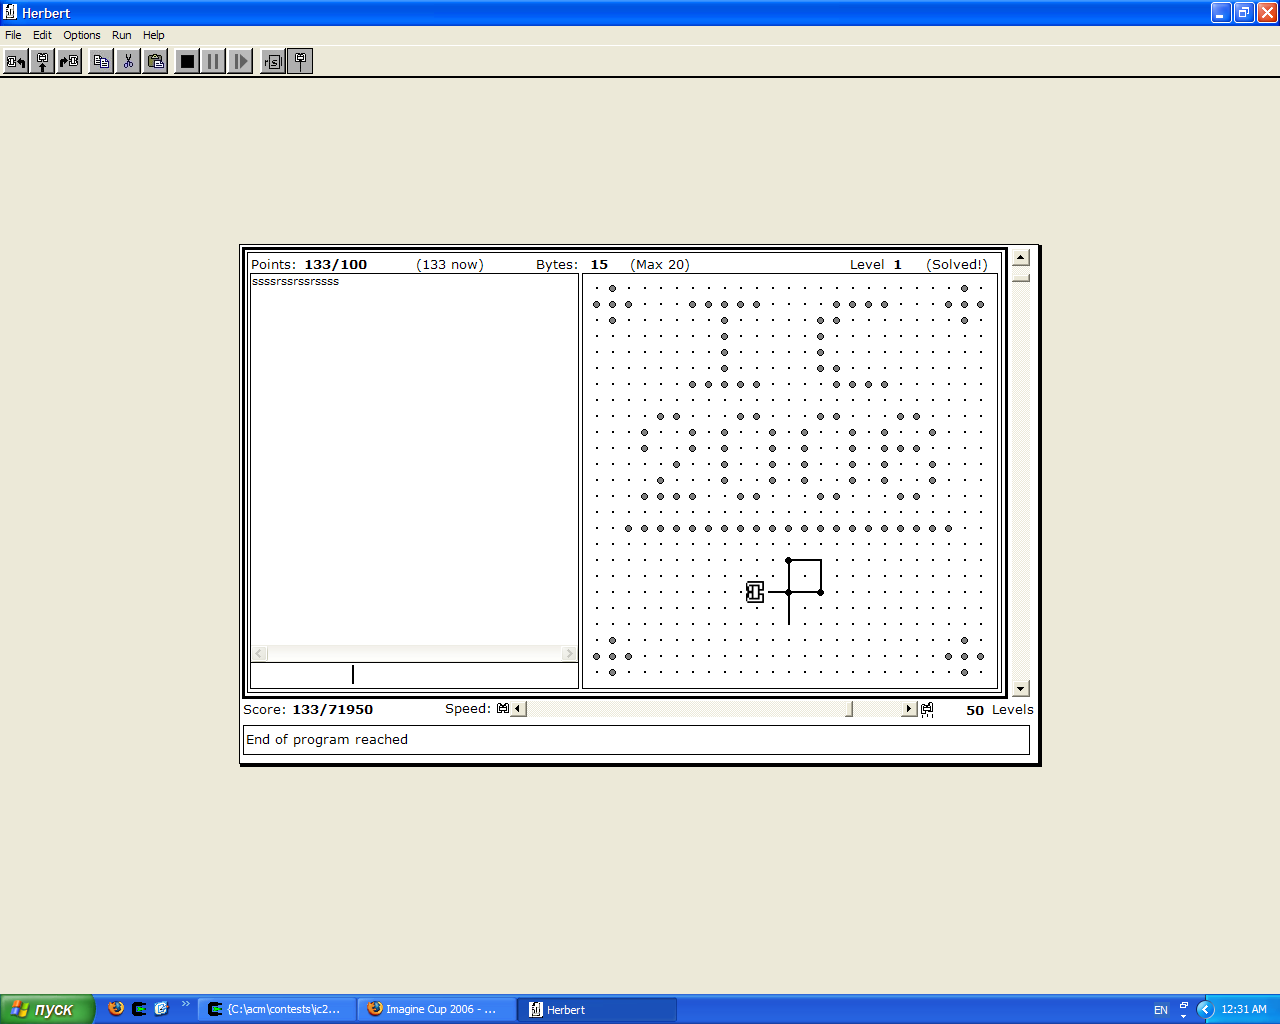 Herbert
File Edit Options Run Help
Points: 133/100 (133 now) Bytes: 15 (Max 20) Level 1 (Solved!)
ssssrssrssrssss
Score: 133/71950 Speed: 50 Levels
End of program reached
пуск {C:\acm\contests\ic2... Imagine Cup 2006 - ... Herbert EN 12:31 AM